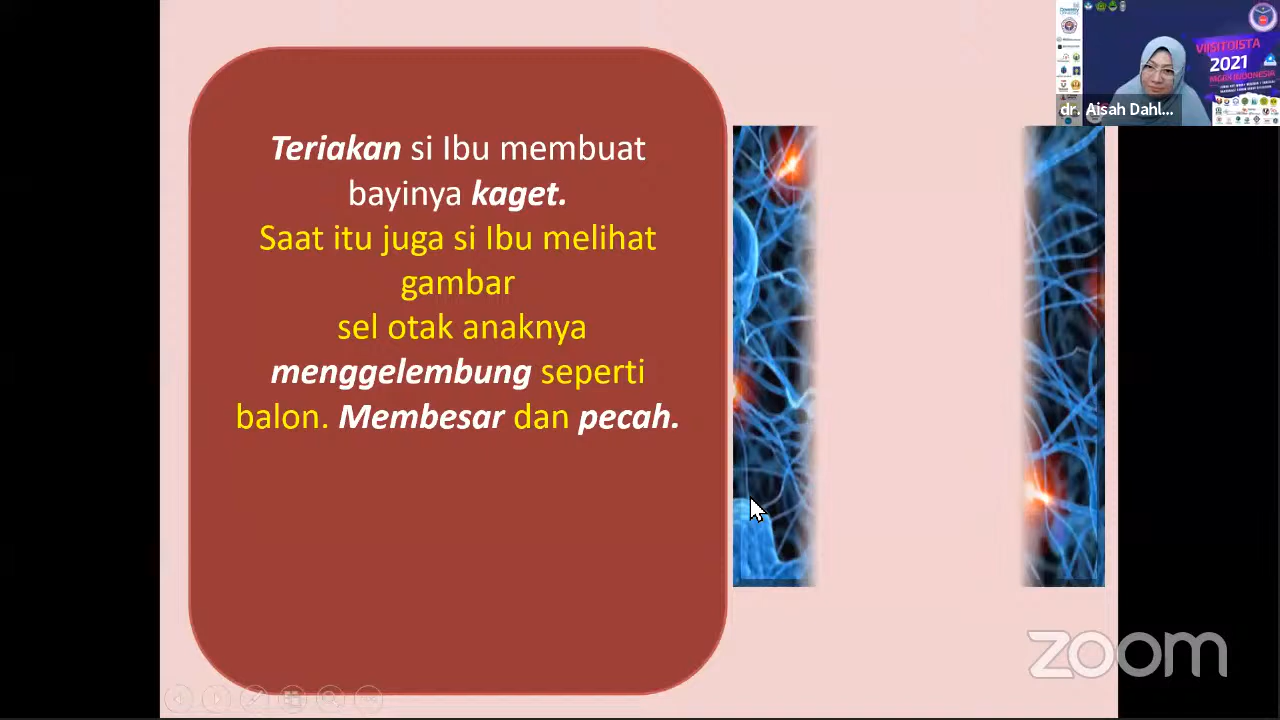 Teriakan si Ibu membuat
bayinya kaget.
Saat itu juga si Ibu melihat
gambar
sel otak anaknya
menggelembung seperti
balon. Membesar dan pecah.
dr. Aisah Dahl...
VIISITOISTA
2021
zoom